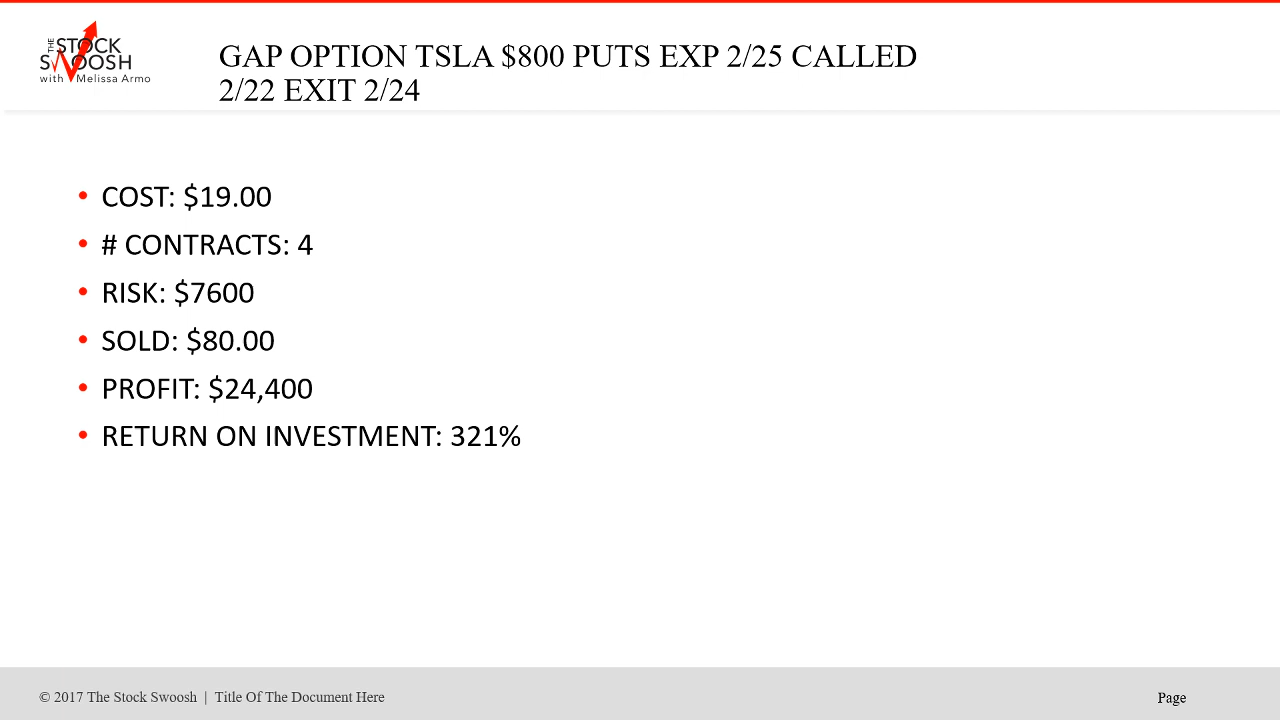 THE STOCK
SWOOSH
with Melissa Armo
GAP OPTION TSLA $800 PUTS EXP 2/25 CALLED
2/22 EXIT 2/24
• COST: $19.00
• # CONTRACTS: 4
• RISK: $7600
• SOLD: $80.00
• PROFIT: $24,400
• RETURN ON INVESTMENT: 321%
© 2017 The Stock Swoosh | Title Of The Document Here
Page